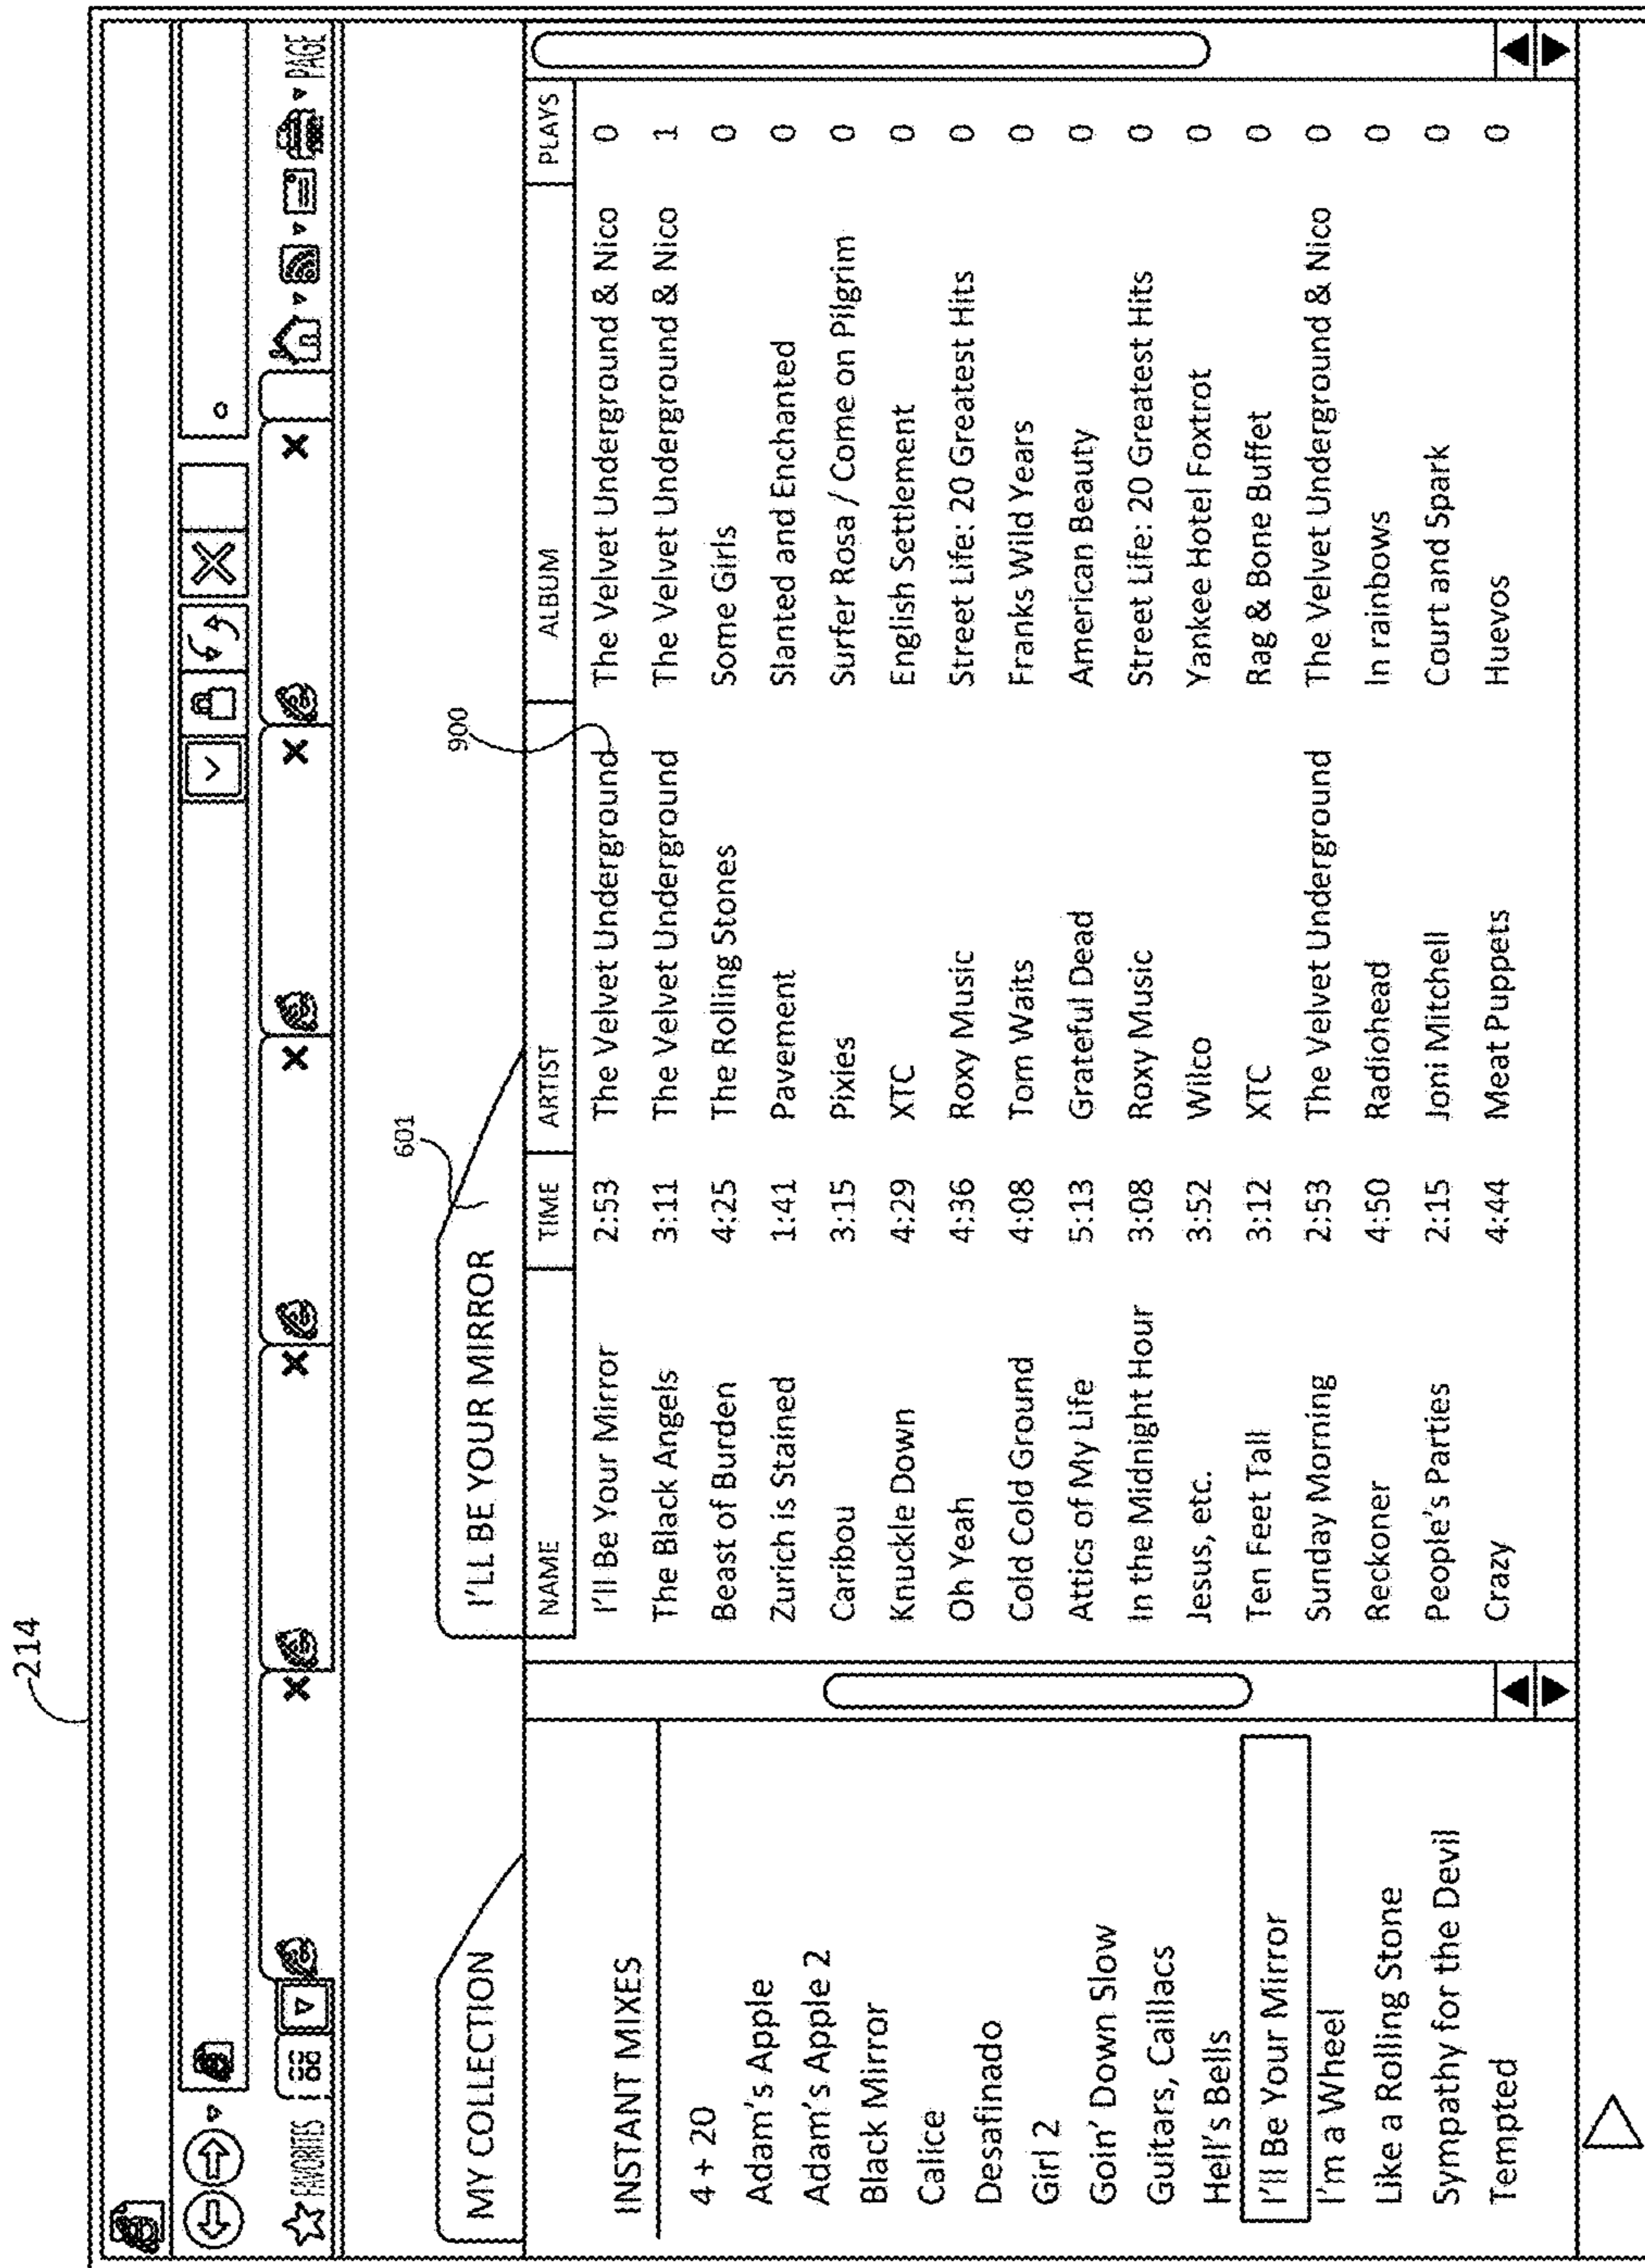 214
FAVORITES
PAGE
601
900
MY COLLECTION
I'LL BE YOUR MIRROR
INSTANT MIXES
4 + 20
Adam's Apple
Adam's Apple 2
Black Mirror
Calice
Desafinado
Girl 2
Goin' Down Slow
Guitars, Caillacs
Hell's Bells
I'll Be Your Mirror
I'm a Wheel
Like a Rolling Stone
Sympathy for the Devil
Tempted
NAME TIME ARTIST ALBUM PLAYS
I'll Be Your Mirror 2:53 The Velvet Underground The Velvet Underground & Nico 0
The Black Angels 3:11 The Velvet Underground The Velvet Underground & Nico 1
Beast of Burden 4:25 The Rolling Stones Some Girls 0
Zurich is Stained 1:41 Pavement Slanted and Enchanted 0
Caribou 3:15 Pixies Surfer Rosa / Come on Pilgrim 0
Knuckle Down 4:29 XTC English Settlement 0
Oh Yeah 4:36 Roxy Music Street Life: 20 Greatest Hits 0
Cold Cold Ground 4:08 Tom Waits Franks Wild Years 0
Attics of My Life 5:13 Grateful Dead American Beauty 0
In the Midnight Hour 3:08 Roxy Music Street Life: 20 Greatest Hits 0
Jesus, etc. 3:52 Wilco Yankee Hotel Foxtrot 0
Ten Feet Tall 3:12 XTC Rag & Bone Buffet 0
Sunday Morning 2:53 The Velvet Underground The Velvet Underground & Nico 0
Reckoner 4:50 Radiohead In rainbows 0
People's Parties 2:15 Joni Mitchell Court and Spark 0
Crazy 4:44 Meat Puppets Huevos 0